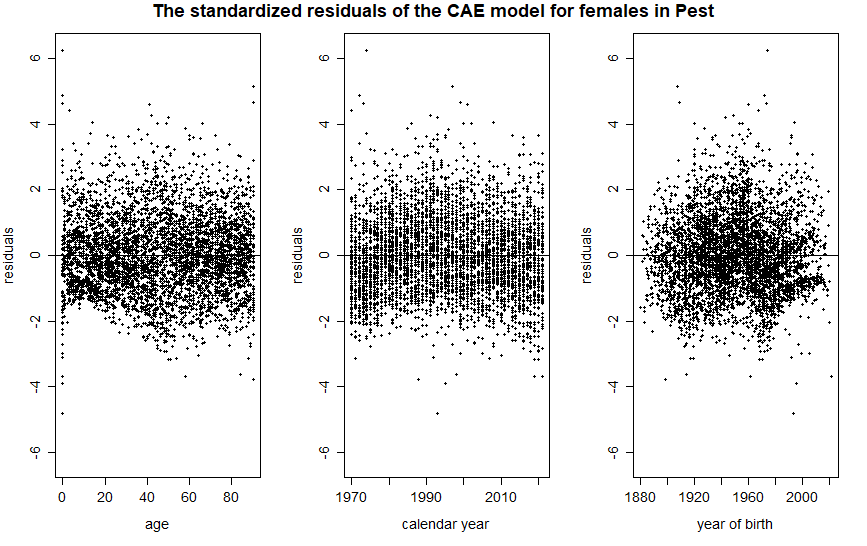 The standardized residuals of the CAE model for females in Pest
residuals
6
4
2
0
-2
-4
-6
0 20 40 60 80
age
residuals
6
4
2
0
-2
-4
-6
1970 1990 2010
calendar year
residuals
6
4
2
0
-2
-4
-6
1880 1920 1960 2000
year of birth